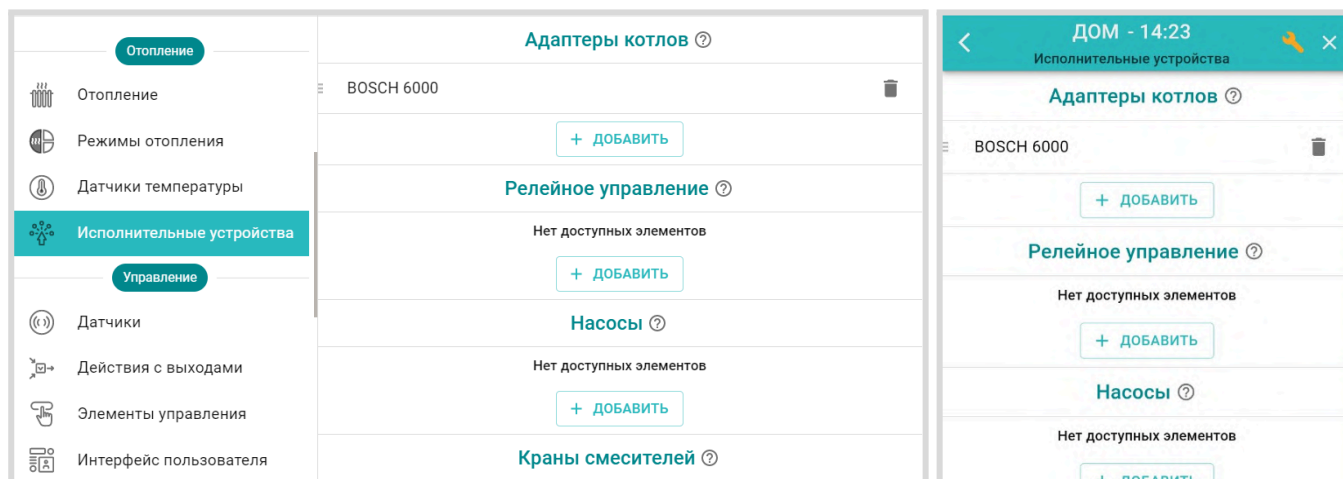 Отопление
Отопление
Режимы отопления
Датчики температуры
Исполнительные устройства
Управление
Датчики
Действия с выходами
Элементы управления
Интерфейс пользователя
Адаптеры котлов ?
BOSCH 6000
+ ДОБАВИТЬ
Релейное управление ?
Нет доступных элементов
+ ДОБАВИТЬ
Насосы ?
Нет доступных элементов
+ ДОБАВИТЬ
Краны смесителей ?
ДОМ - 14:23
Исполнительные устройства
Адаптеры котлов ?
BOSCH 6000
+ ДОБАВИТЬ
Релейное управление ?
Нет доступных элементов
+ ДОБАВИТЬ
Насосы ?
Нет доступных элементов
+ ДОБАВИТЬ